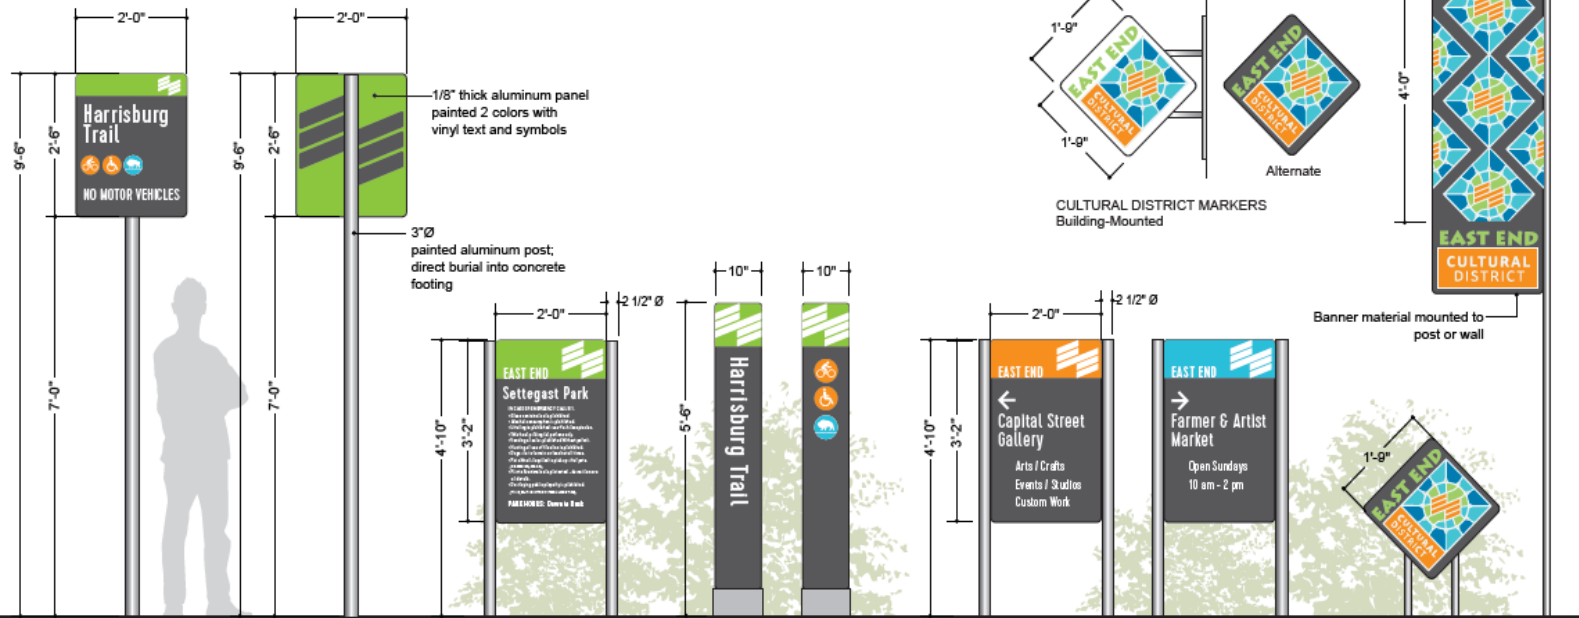 2'-0"
9'-6"
2'-6"
7'-0"
Harrisburg
Trail
NO MOTOR VEHICLES
2'-0"
9'-6"
2'-6"
7'-0"
1/8" thick aluminum panel
painted 2 colors with
vinyl text and symbols
3"Ø
painted aluminum post;
direct burial into concrete
footing
2'-0"
2 1/2" Ø
4'-10"
3'-2"
EAST END
Settegast Park
PARK HOURS: Dawn to Dusk
10"
10"
5'-6"
Harrisburg Trail
2'-0"
2 1/2" Ø
4'-10"
3'-2"
EAST END
Capital Street
Gallery
Arts / Crafts
Events / Studios
Custom Work
EAST END
Farmer & Artist
Market
Open Sundays
10 am - 2 pm
1'-9"
1'-9"
EAST END
CULTURAL
DISTRICT
EAST END
CULTURAL
DISTRICT
Alternate
CULTURAL DISTRICT MARKERS
Building-Mounted
4'-0"
EAST END
CULTURAL
DISTRICT
Banner material mounted to
post or wall
1'-9"
EAST END
CULTURAL
DISTRICT